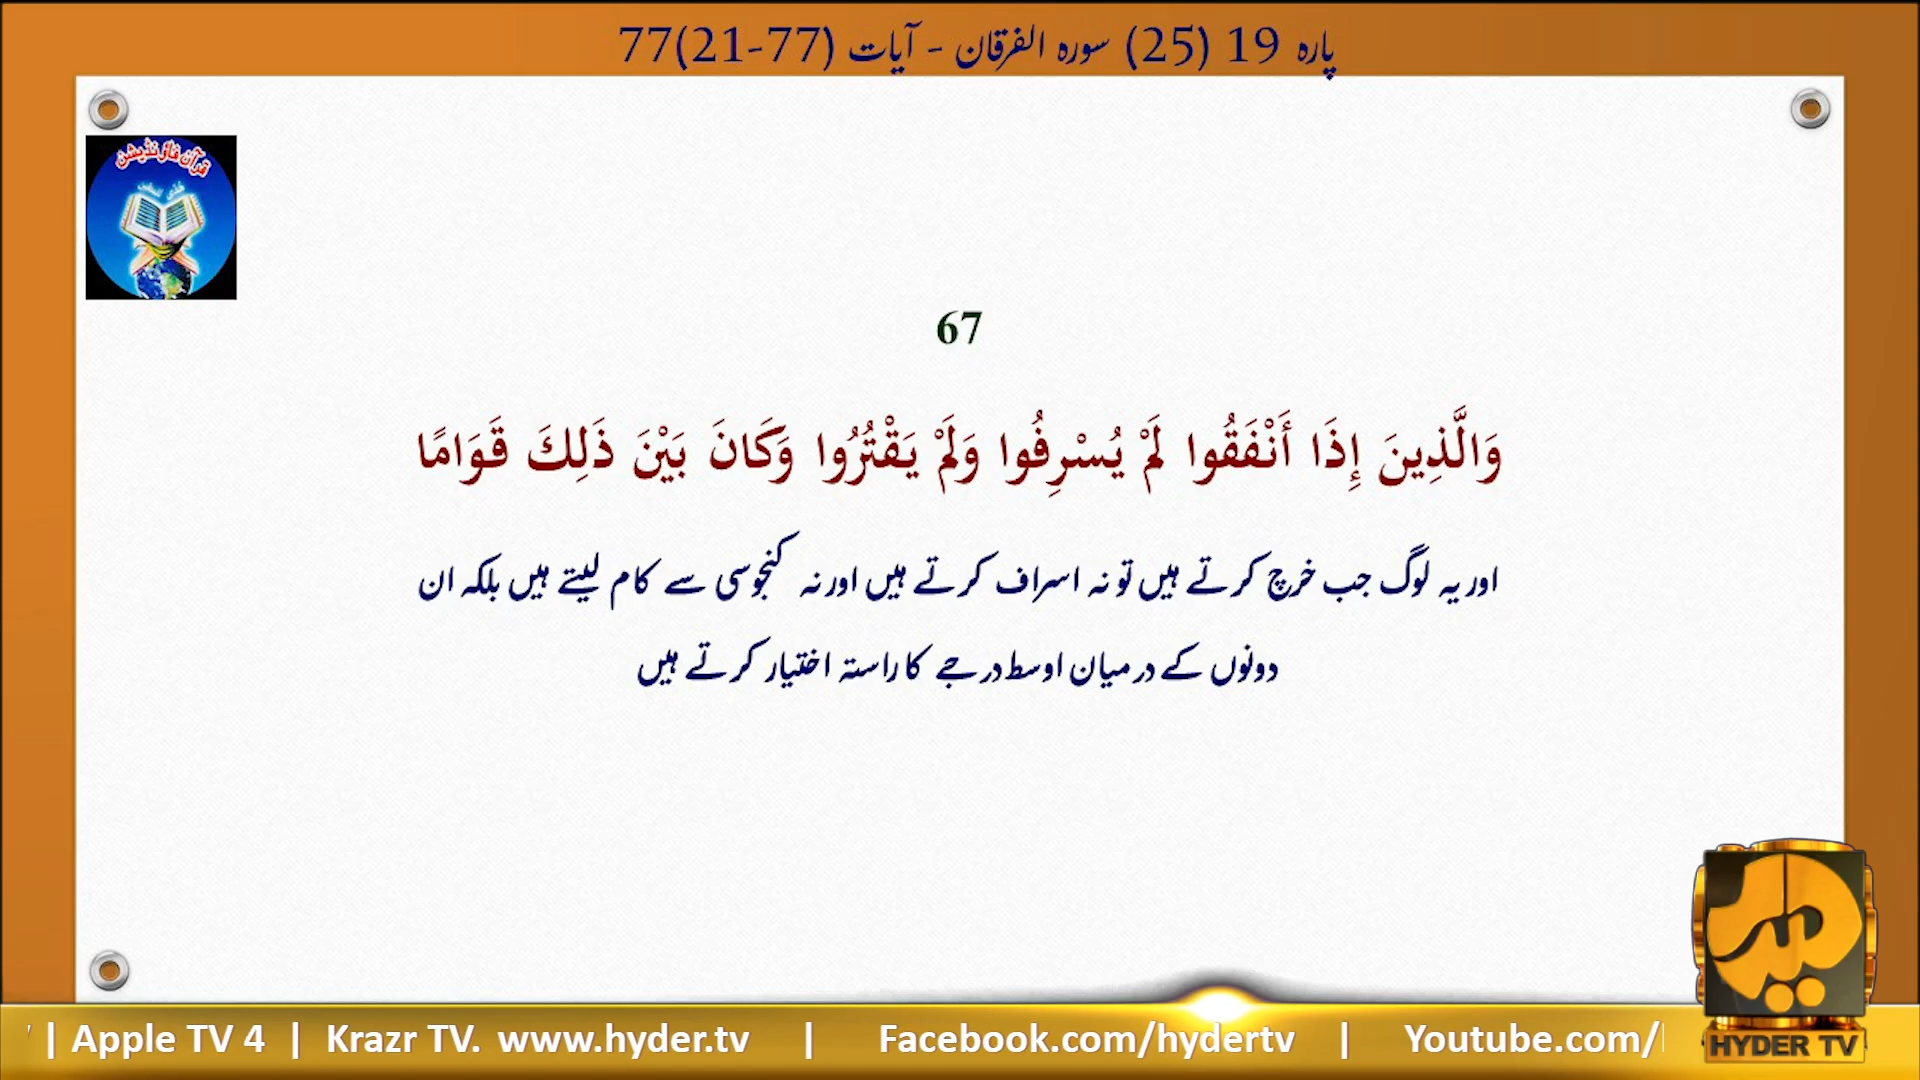 پارہ 19 (25) سورہ الفرقان - آیات (77-21)77
قرآن فاؤنڈیشن
67
وَالَّذِينَ إِذَا أَنْفَقُوا لَمْ يُسْرِفُوا وَلَمْ يَقْتُرُوا وَكَانَ بَيْنَ ذَلِكَ قَوَامًا
اور یہ لوگ جب خرچ کرتے ہیں تو نہ اسراف کرتے ہیں اور نہ کنجوسی سے کام لیتے ہیں بلکہ ان
دونوں کے درمیان اوسط درجے کا راستہ اختیار کرتے ہیں
| Apple TV 4 | Krazr TV. www.hyder.tv | Facebook.com/hydertv | Youtube.com/
HYDER TV